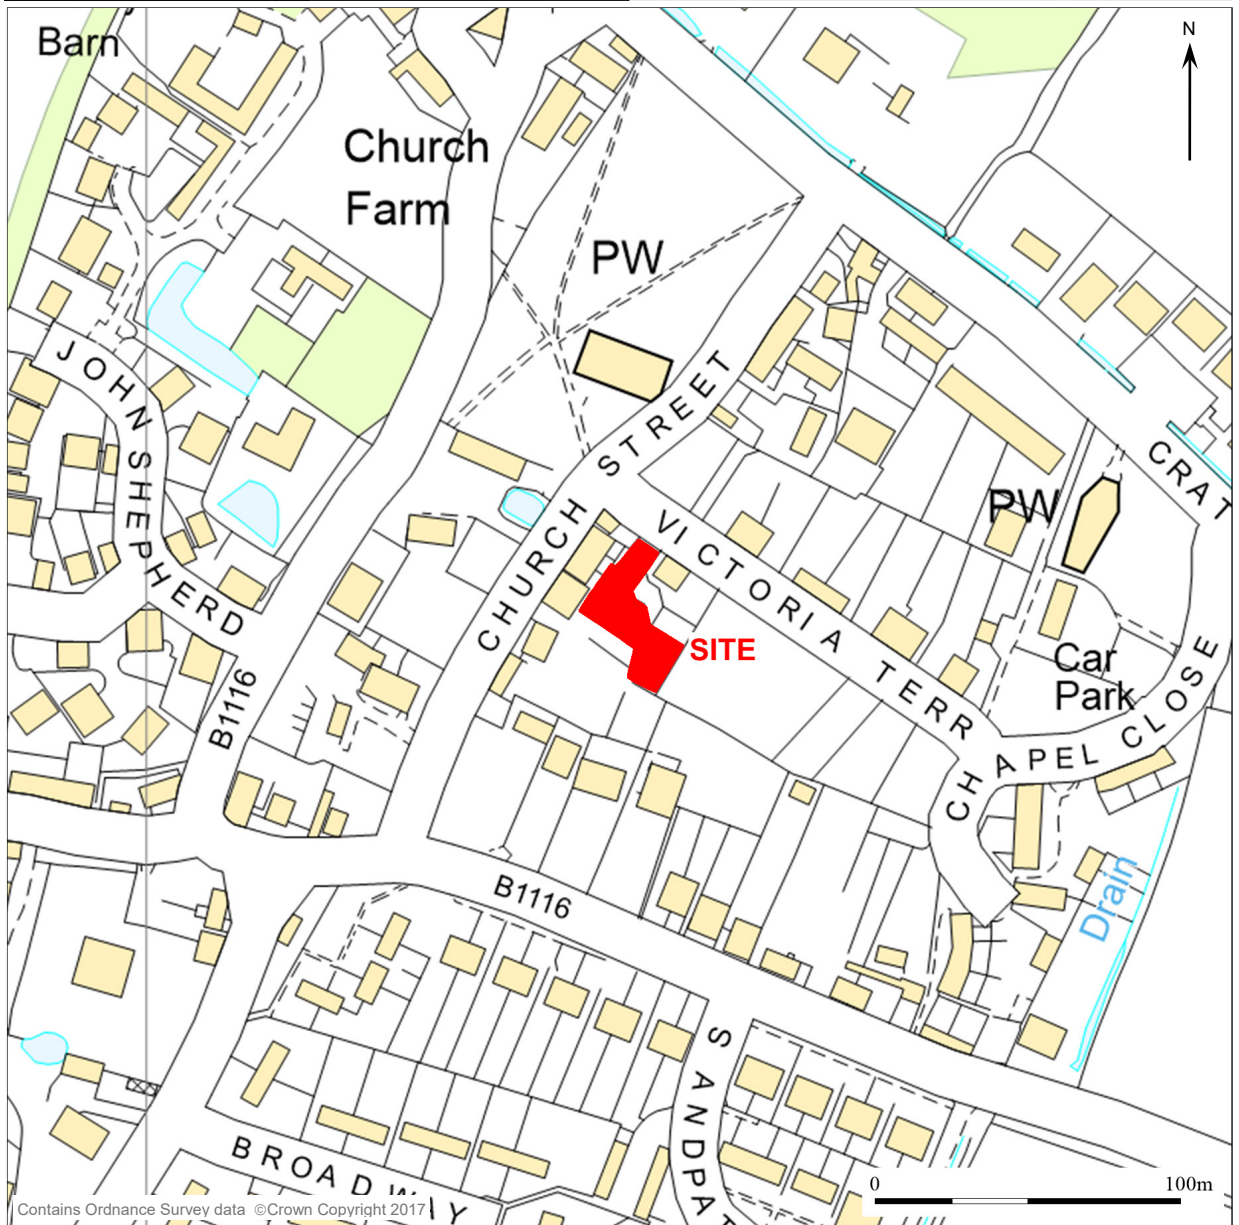 Barn
N
Church
Farm
PW
JOHN SHEPHERD
CHURCH STREET
CRAT
PW
VICTORIA TERR
SITE
Car
Park
CHAPEL CLOSE
B1116
B1116
Drain
SANDPAT
BROADWAY
0 100m
Contains Ordnance Survey data ©Crown Copyright 2017